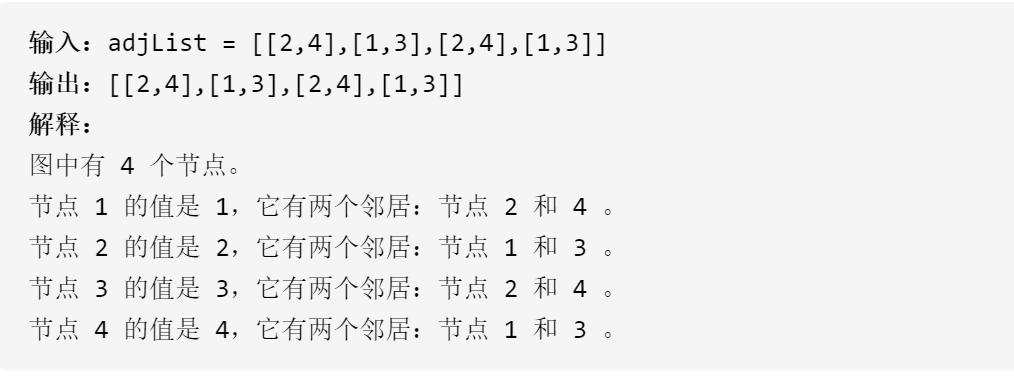 输入：adjList = [[2,4],[1,3],[2,4],[1,3]]
输出：[[2,4],[1,3],[2,4],[1,3]]
解释：
图中有 4 个节点。
节点 1 的值是 1，它有两个邻居：节点 2 和 4 。
节点 2 的值是 2，它有两个邻居：节点 1 和 3 。
节点 3 的值是 3，它有两个邻居：节点 2 和 4 。
节点 4 的值是 4，它有两个邻居：节点 1 和 3 。